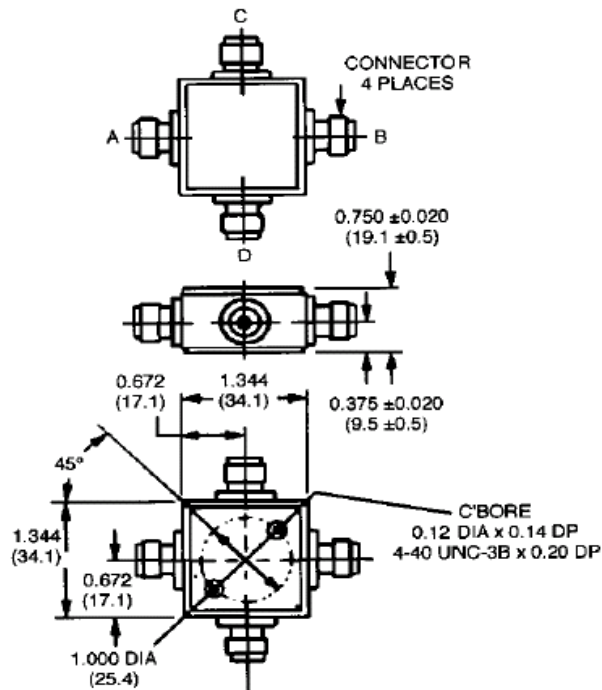 C
CONNECTOR
4 PLACES
A
B
D
0.750 ±0.020
(19.1 ±0.5)
0.672
(17.1)
1.344
(34.1)
0.375 ±0.020
(9.5 ±0.5)
45°
C'BORE
0.12 DIA x 0.14 DP
4-40 UNC-3B x 0.20 DP
1.344
(34.1)
0.672
(17.1)
1.000 DIA
(25.4)